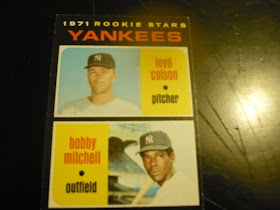 1971 ROOKIE STARS
YANKEES
loyd
colson
pitcher
bobby
mitchell
outfield